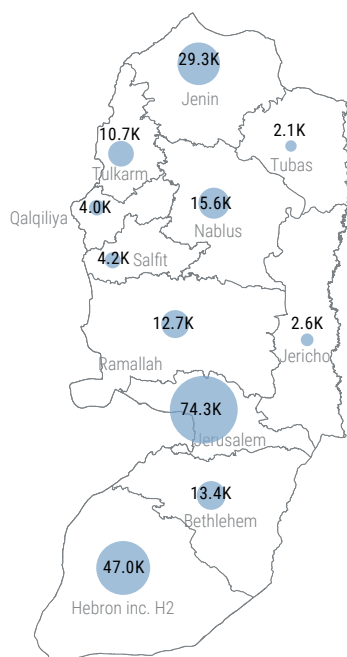 29.3K
Jenin
10.7K
Tulkarm
2.1K
Tubas
4.0K
Qalqiliya
15.6K
Nablus
4.2K Salfit
12.7K
Ramallah
2.6K
Jericho
74.3K
Jerusalem
13.4K
Bethlehem
47.0K
Hebron inc. H2